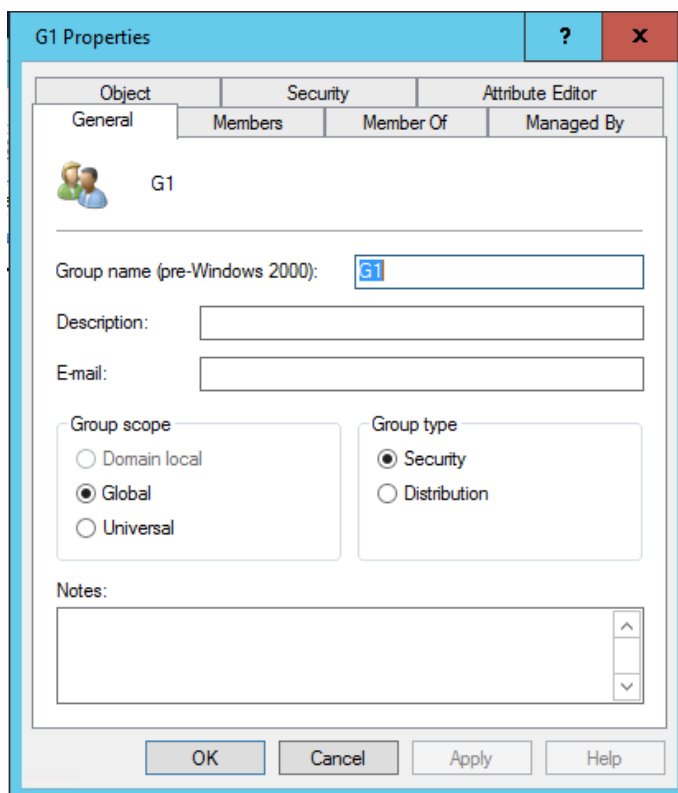 G1 Properties
? x
Object Security Attribute Editor
General Members Member Of Managed By
G1
Group name (pre-Windows 2000): G1
Description:
E-mail:
Group scope Group type
Domain local Security
Global Distribution
Universal
Notes:
OK Cancel Apply Help